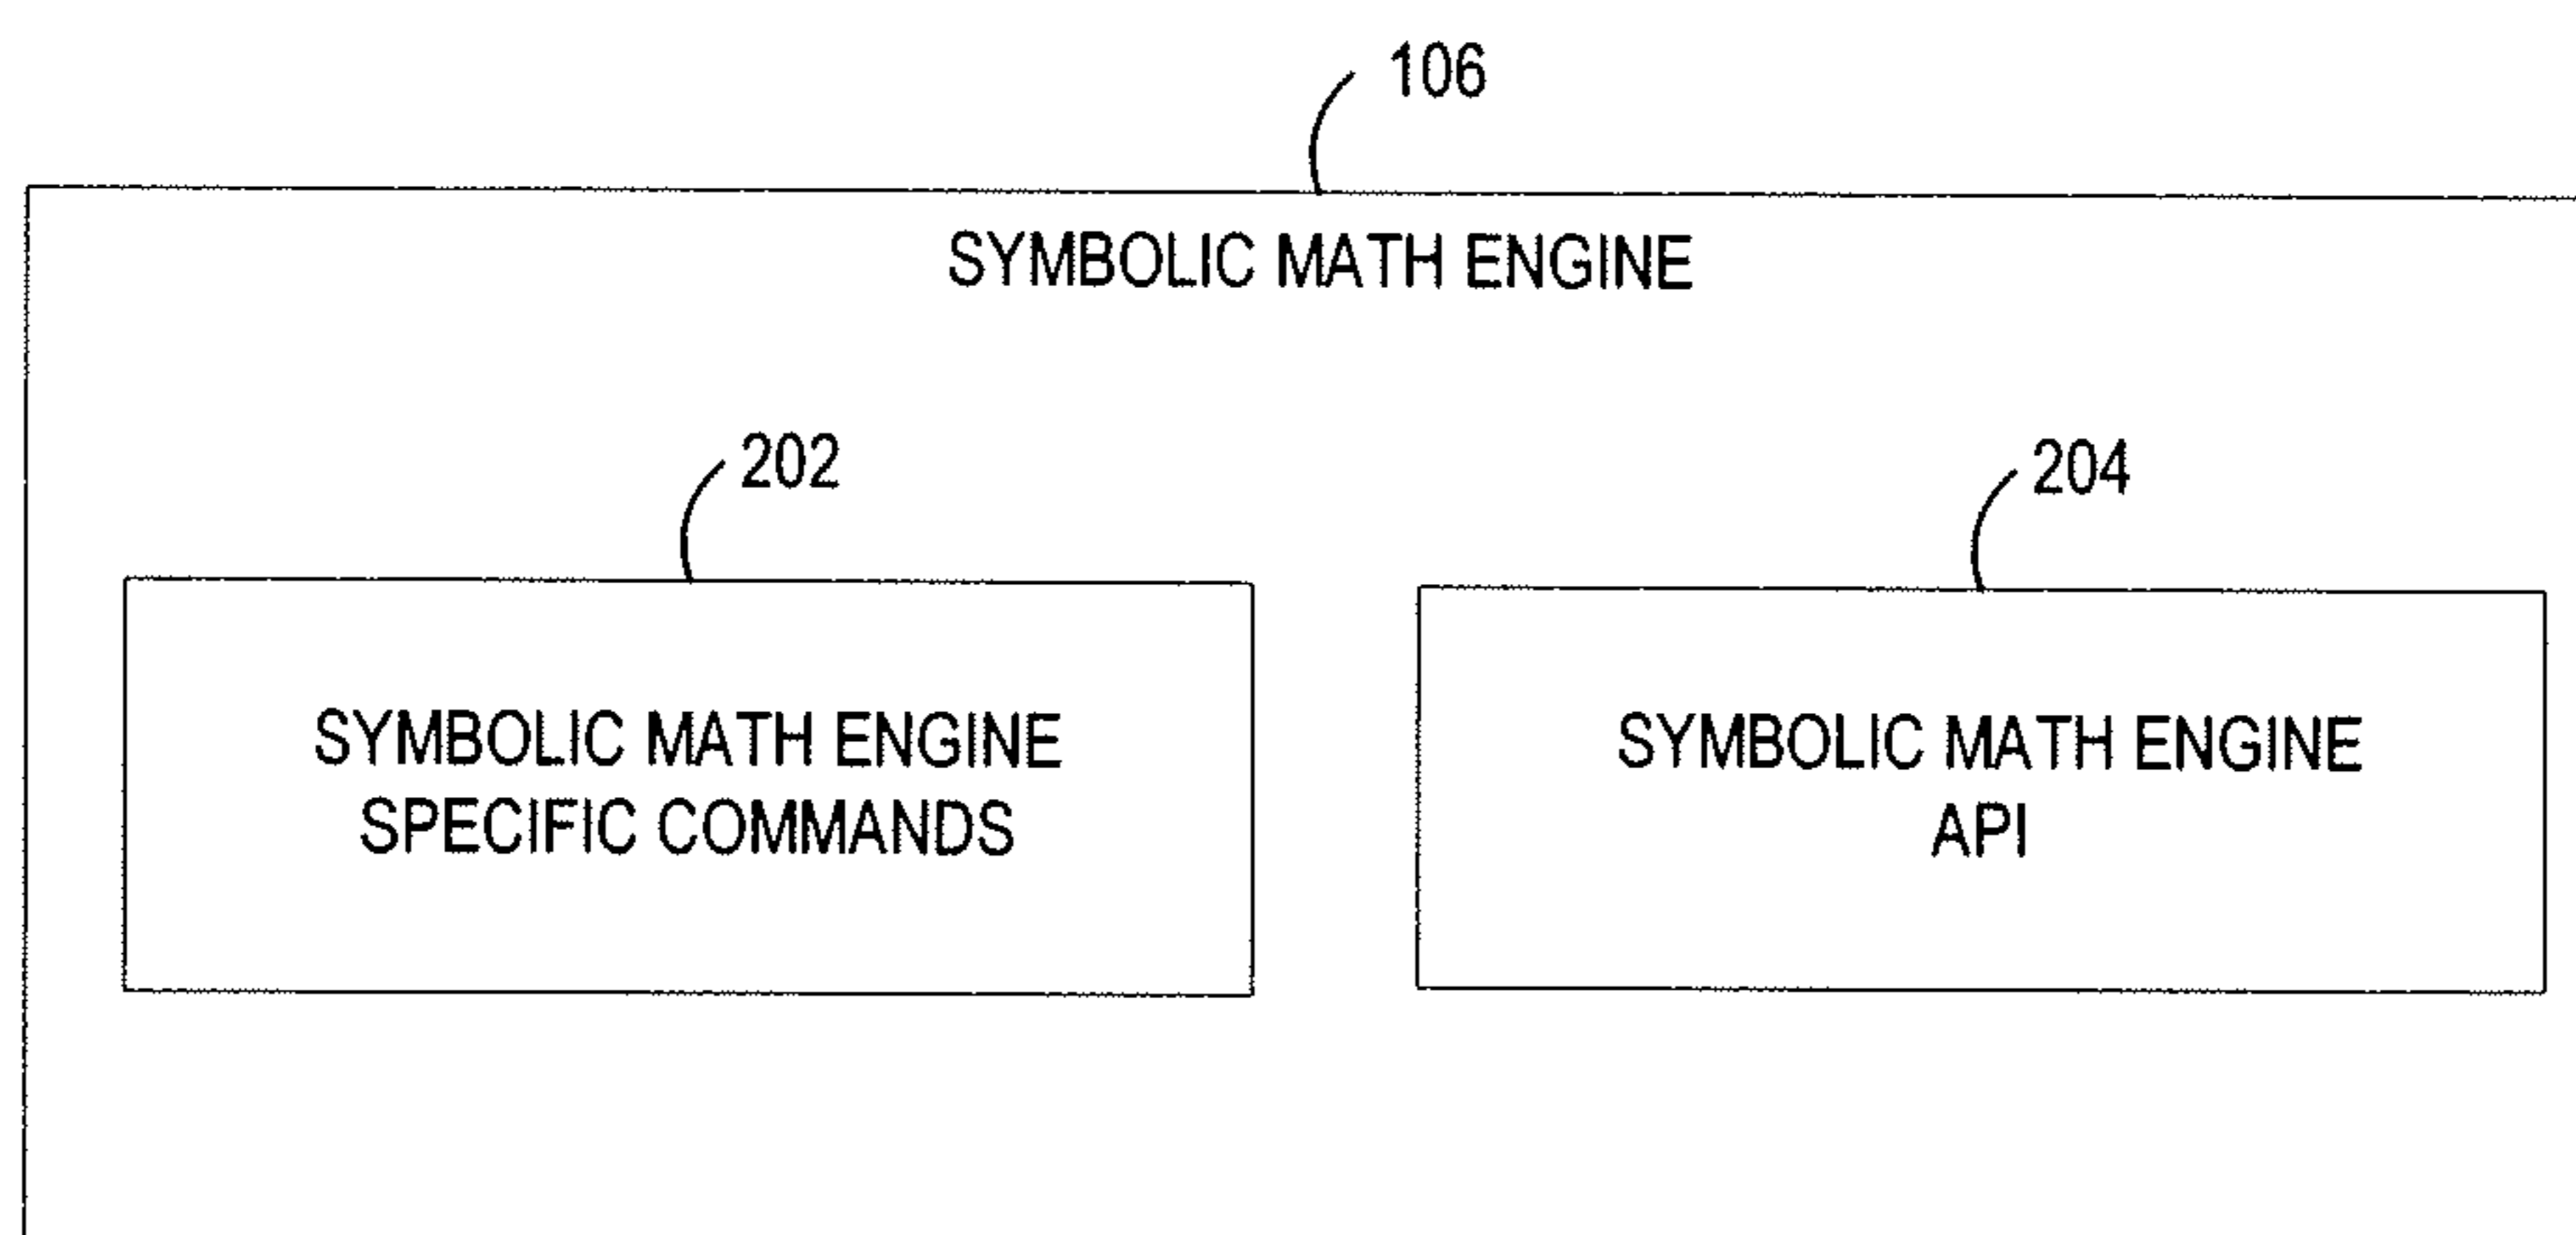 106
SYMBOLIC MATH ENGINE
202
204
SYMBOLIC MATH ENGINE
SPECIFIC COMMANDS
SYMBOLIC MATH ENGINE
API